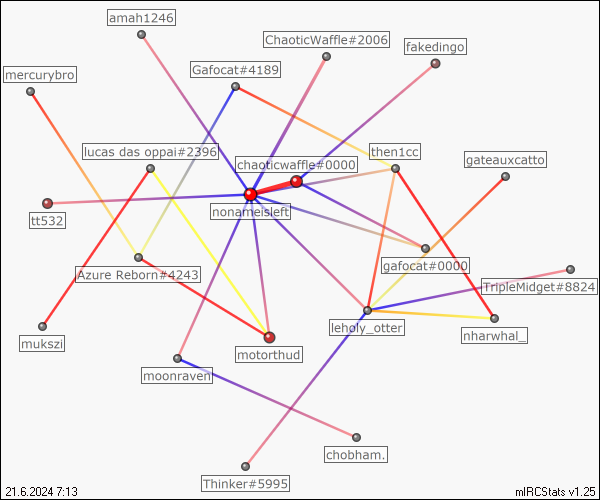 amah1246
ChaoticWaffle#2006
fakedingo
Gafocat#4189
mercurybro
lucas das oppai#2396
then1cc
chaoticwaffle#0000
gateauxcatto
tt532
nonameisleft
gafocat#0000
Azure Reborn#4243
TripleMidget#8824
leholy_otter
nharwhal_
mukszi
motorthud
moonraven
chobham.
Thinker#5995
21.6.2024 7:13
mIRCStats v1.25